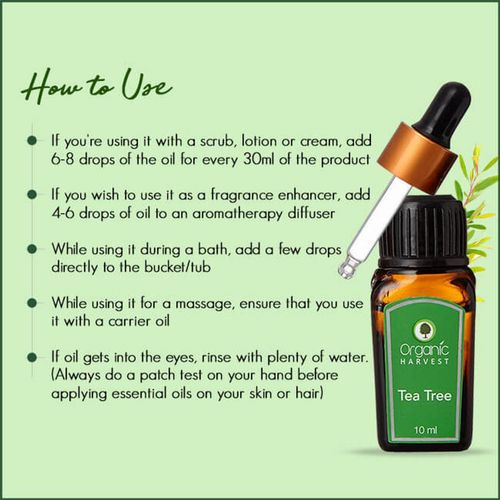 How to Use
If you're using it with a scrub, lotion or cream, add
6-8 drops of the oil for every 30ml of the product
If you wish to use it as a fragrance enhancer, add
4-6 drops of oil to an aromatherapy diffuser
While using it during a bath, add a few drops
directly to the bucket/tub
While using it for a massage, ensure that you use
it with a carrier oil
If oil gets into the eyes, rinse with plenty of water.
(Always do a patch test on your hand before
applying essential oils on your skin or hair)
Organic
HARVEST
Tea Tree
10 ml